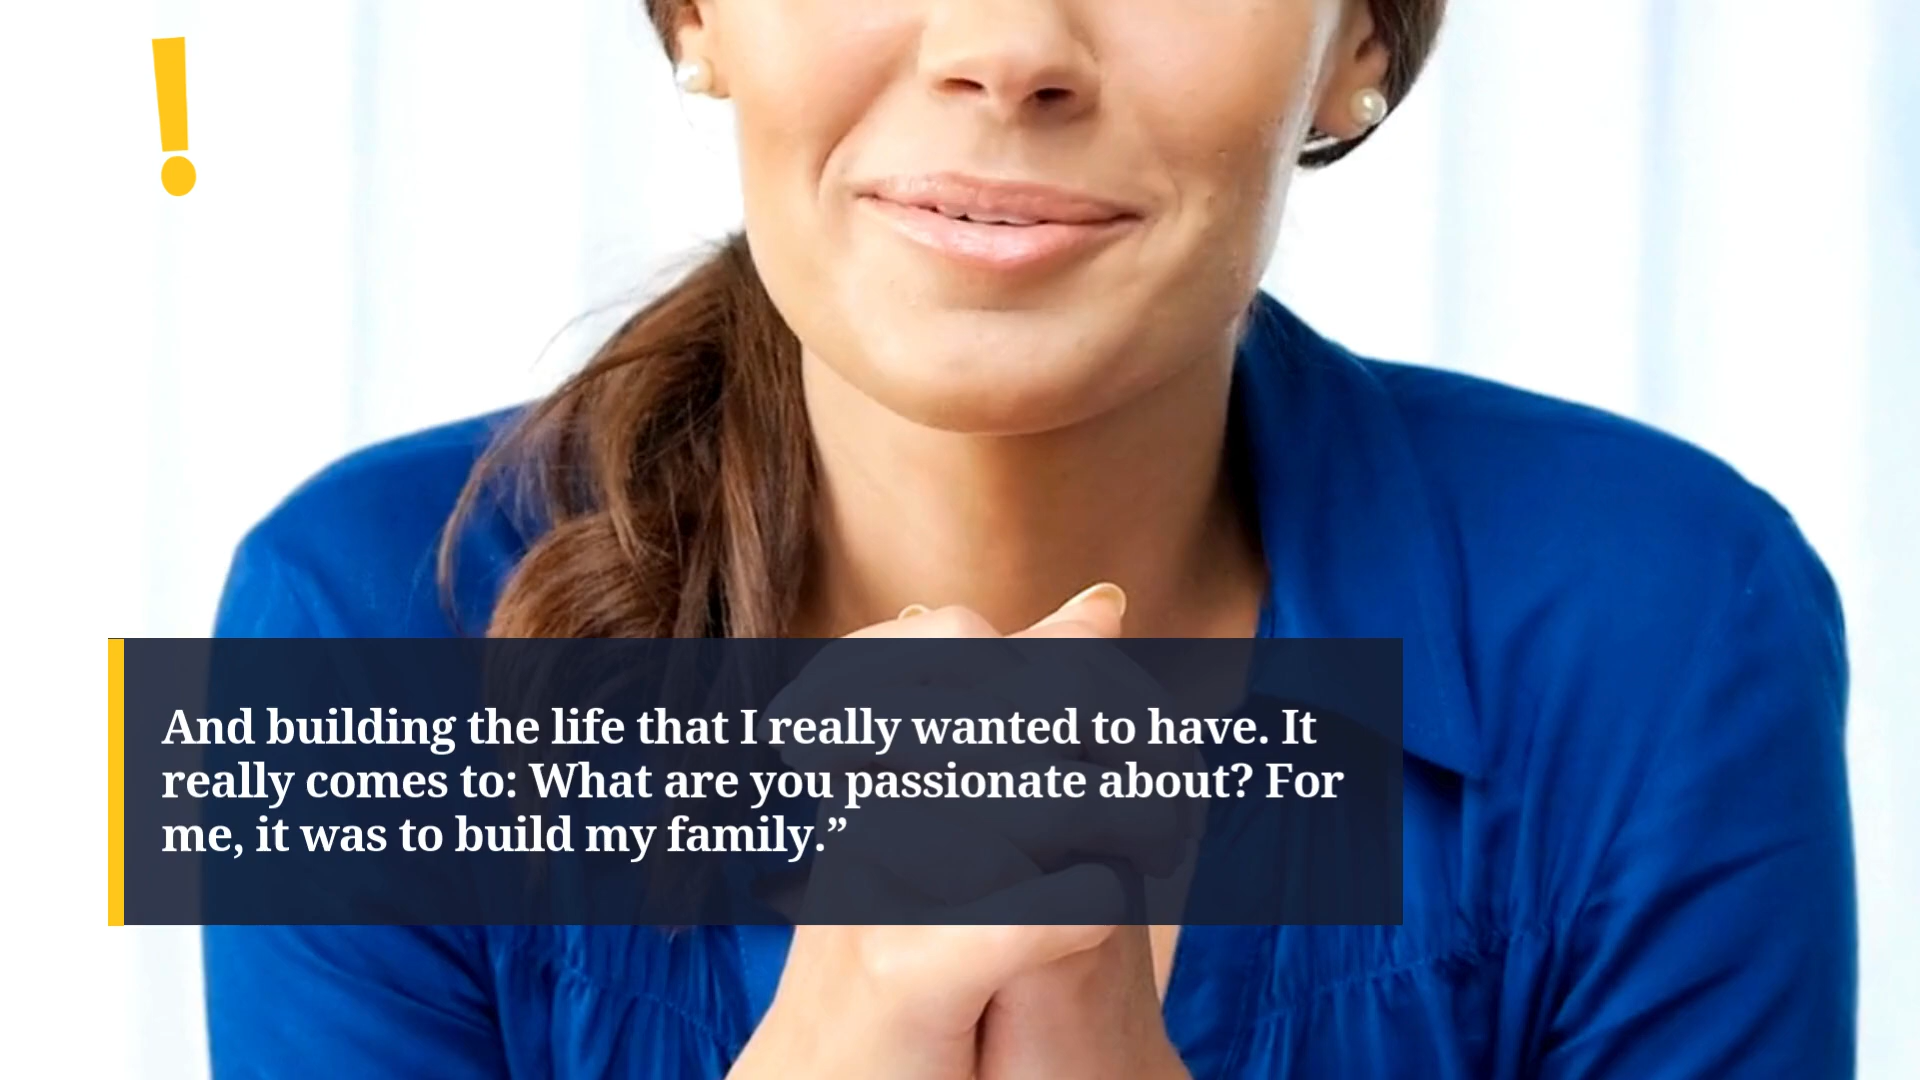 !
And building the life that I really wanted to have. It
really comes to: What are you passionate about? For
me, it was to build my family.”